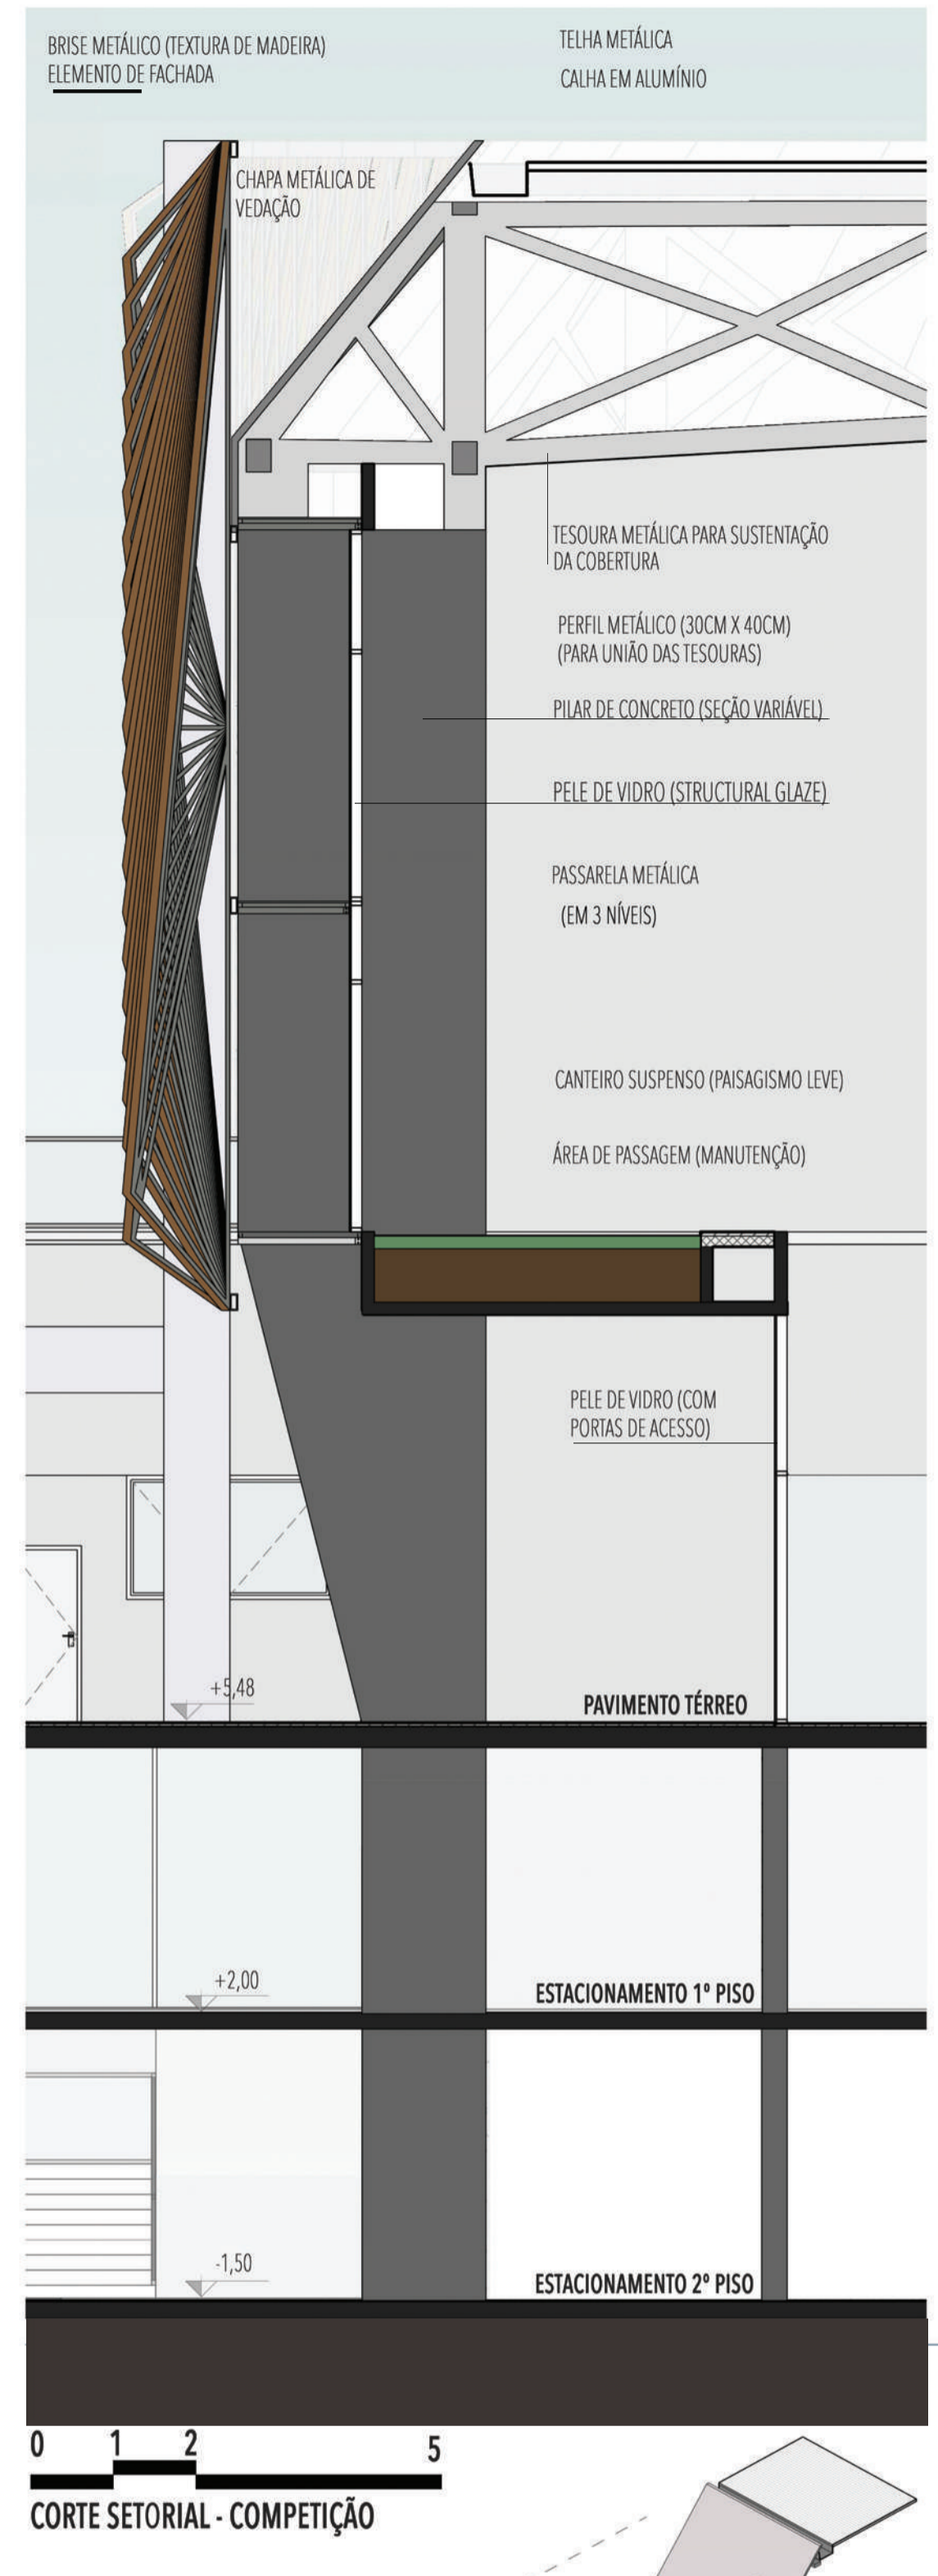 BRISE METÁLICO (TEXTURA DE MADEIRA)
ELEMENTO DE FACHADA
TELHA METÁLICA
CALHA EM ALUMÍNIO
CHAPA METÁLICA DE
VEDAÇÃO
TESOURA METÁLICA PARA SUSTENTAÇÃO
DA COBERTURA
PERFIL METÁLICO (30CM X 40CM)
(PARA UNIÃO DAS TESOURAS)
PILAR DE CONCRETO (SEÇÃO VARIÁVEL)
PELE DE VIDRO (STRUCTURAL GLAZE)
PASSARELA METÁLICA
(EM 3 NÍVEIS)
CANTEIRO SUSPENSO (PAISAGISMO LEVE)
ÁREA DE PASSAGEM (MANUTENÇÃO)
PELE DE VIDRO (COM
PORTAS DE ACESSO)
+5,48
PAVIMENTO TÉRREO
+2,00
ESTACIONAMENTO 1º PISO
-1,50
ESTACIONAMENTO 2º PISO
0 1 2 5
CORTE SETORIAL - COMPETIÇÃO